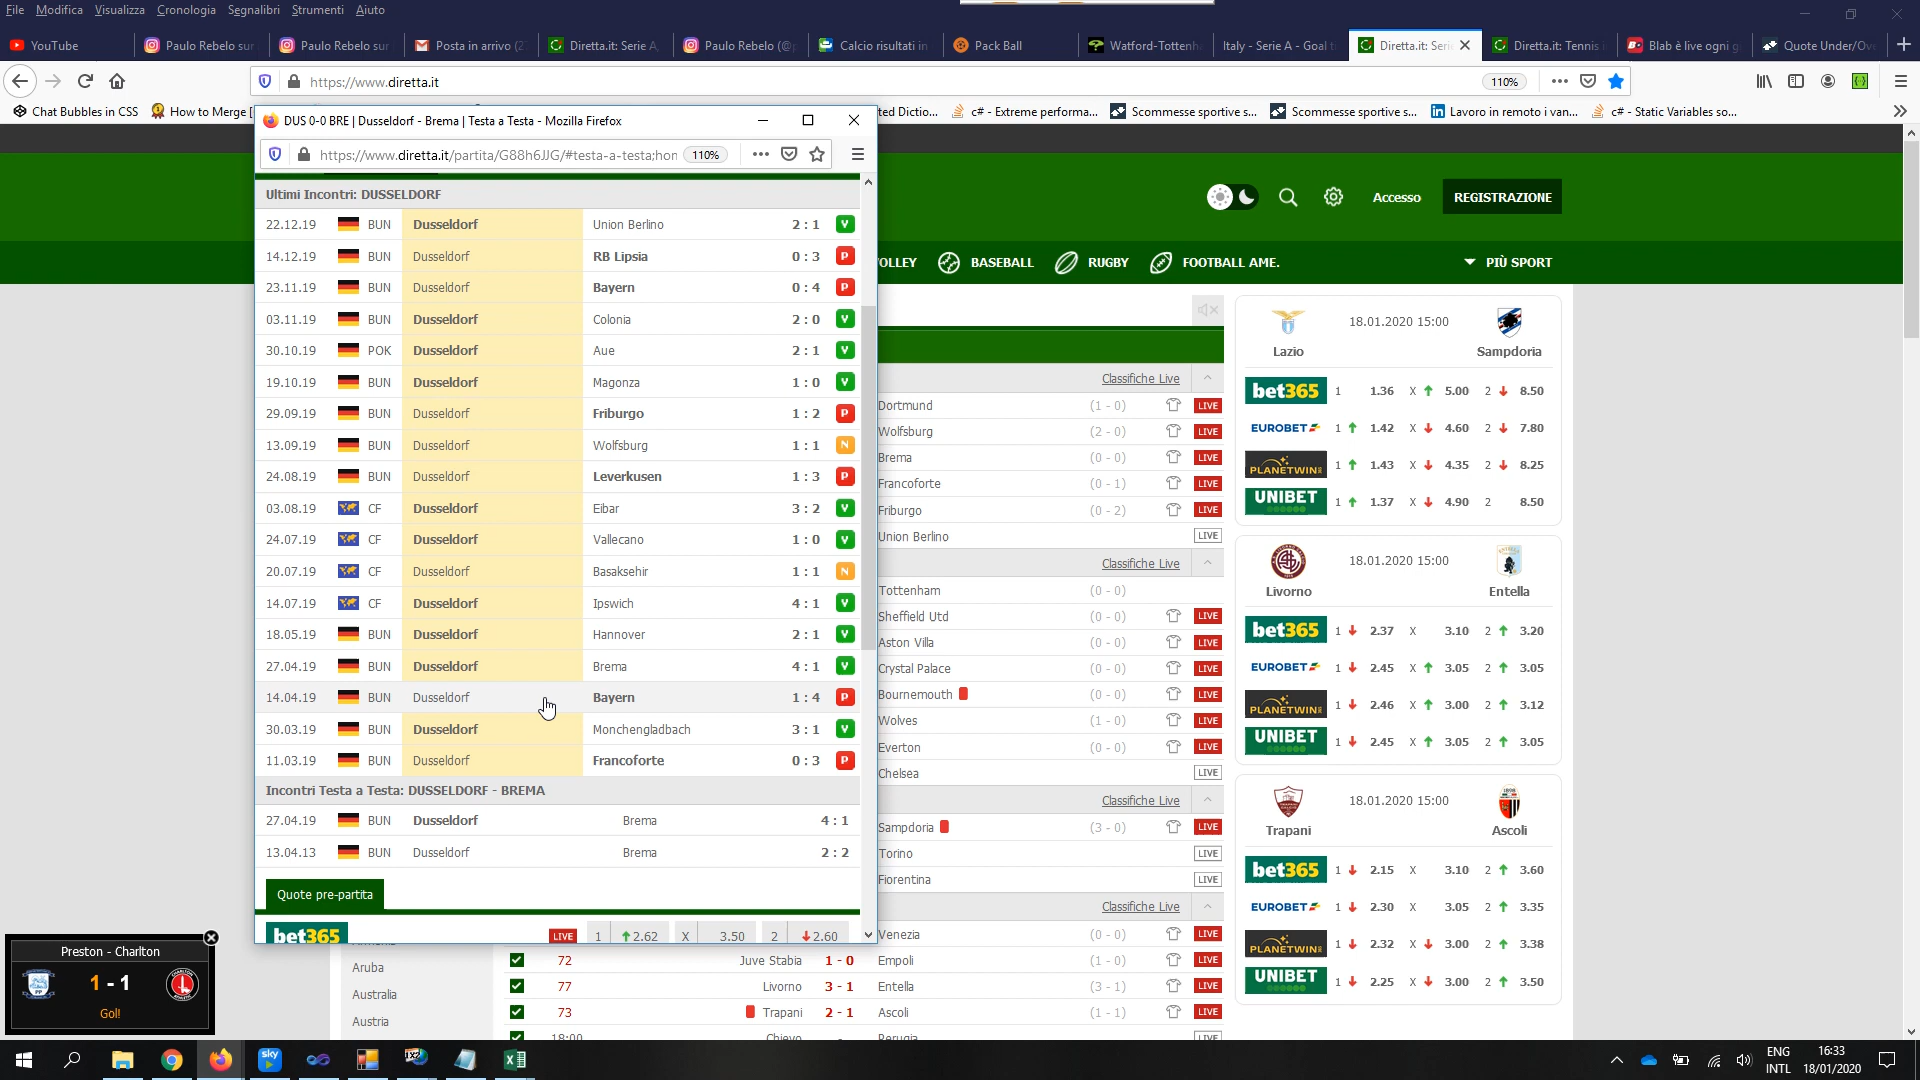 File Modifica Visualizza Cronologia Segnalibri Strumenti Aiuto
YouTube Paulo Rebelo sur Paulo Rebelo sur Posta in arrivo (2 Diretta.it: Serie A, Paulo Rebelo (@ Calcio risultati in Pack Ball Watford-Tottenh Italy - Serie A - Goal t Diretta.it: Seri Diretta.it: Tennis Blab è live ogni g Quote Under/Ov
https://www.diretta.it 110%
Chat Bubbles in CSS How to Merge [ ted Dictio... c# - Extreme performa... Scommesse sportive s... Scommesse sportive s... Lavoro in remoto i van... c# - Static Variables so...
DUS 0-0 BRE | Dusseldorf - Brema | Testa a Testa - Mozilla Firefox
https://www.diretta.it/partita/G88h6JJG/#testa-a-testa;hom 110%
Ultimi Incontri: DUSSELDORF
22.12.19 BUN Dusseldorf Union Berlino 2 : 1 V
14.12.19 BUN Dusseldorf RB Lipsia 0 : 3 P
23.11.19 BUN Dusseldorf Bayern 0 : 4 P
03.11.19 BUN Dusseldorf Colonia 2 : 0 V
30.10.19 POK Dusseldorf Aue 2 : 1 V
19.10.19 BUN Dusseldorf Magonza 1 : 0 V
29.09.19 BUN Dusseldorf Friburgo 1 : 2 P
13.09.19 BUN Dusseldorf Wolfsburg 1 : 1 N
24.08.19 BUN Dusseldorf Leverkusen 1 : 3 P
03.08.19 CF Dusseldorf Eibar 3 : 2 V
24.07.19 CF Dusseldorf Vallecano 1 : 0 V
20.07.19 CF Dusseldorf Basaksehir 1 : 1 N
14.07.19 CF Dusseldorf Ipswich 4 : 1 V
18.05.19 BUN Dusseldorf Hannover 2 : 1 V
27.04.19 BUN Dusseldorf Brema 4 : 1 V
14.04.19 BUN Dusseldorf Bayern 1 : 4 P
30.03.19 BUN Dusseldorf Monchengladbach 3 : 1 V
11.03.19 BUN Dusseldorf Francoforte 0 : 3 P
Incontri Testa a Testa: DUSSELDORF - BREMA
27.04.19 BUN Dusseldorf Brema 4 : 1
13.04.13 BUN Dusseldorf Brema 2 : 2
Quote pre-partita
bet365 LIVE 1 2.62 X 3.50 2 2.60
Accesso REGISTRAZIONE
OLLEY BASEBALL RUGBY FOOTBALL AME. PIÙ SPORT
Classifiche Live
Dortmund (1 - 0) LIVE
Wolfsburg (2 - 0) LIVE
Brema (0 - 0) LIVE
Francoforte (0 - 1) LIVE
Friburgo (0 - 2) LIVE
Union Berlino LIVE
Classifiche Live
Tottenham (0 - 0)
Sheffield Utd (0 - 0) LIVE
Aston Villa (0 - 0) LIVE
Crystal Palace (0 - 0) LIVE
Bournemouth (0 - 0) LIVE
Wolves (1 - 0) LIVE
Everton (0 - 0) LIVE
Chelsea LIVE
Classifiche Live
Sampdoria (3 - 0) LIVE
Torino LIVE
Fiorentina LIVE
Classifiche Live
Venezia (0 - 0) LIVE
72 Juve Stabia 1 - 0 Empoli (1 - 0) LIVE
77 Livorno 3 - 1 Entella (3 - 1) LIVE
73 Trapani 2 - 1 Ascoli (1 - 1) LIVE
18:00 Chievo - Perugia LIVE
Aruba
Australia
Austria
18.01.2020 15:00
Lazio Sampdoria
bet365 1 1.36 X 5.00 2 8.50
EUROBET 1 1.42 X 4.60 2 7.80
PLANETWIN 1 1.43 X 4.35 2 8.25
UNIBET 1 1.37 X 4.90 2 8.50
18.01.2020 15:00
Livorno Entella
bet365 1 2.37 X 3.10 2 3.20
EUROBET 1 2.45 X 3.05 2 3.05
PLANETWIN 1 2.46 X 3.00 2 3.12
UNIBET 1 2.45 X 3.05 2 3.05
18.01.2020 15:00
Trapani Ascoli
bet365 1 2.15 X 3.10 2 3.60
EUROBET 1 2.30 X 3.05 2 3.35
PLANETWIN 1 2.32 X 3.00 2 3.38
UNIBET 1 2.25 X 3.00 2 3.50
Preston - Charlton
1 - 1
Gol!
sky 1X2
ENG 16:33
INTL 18/01/2020